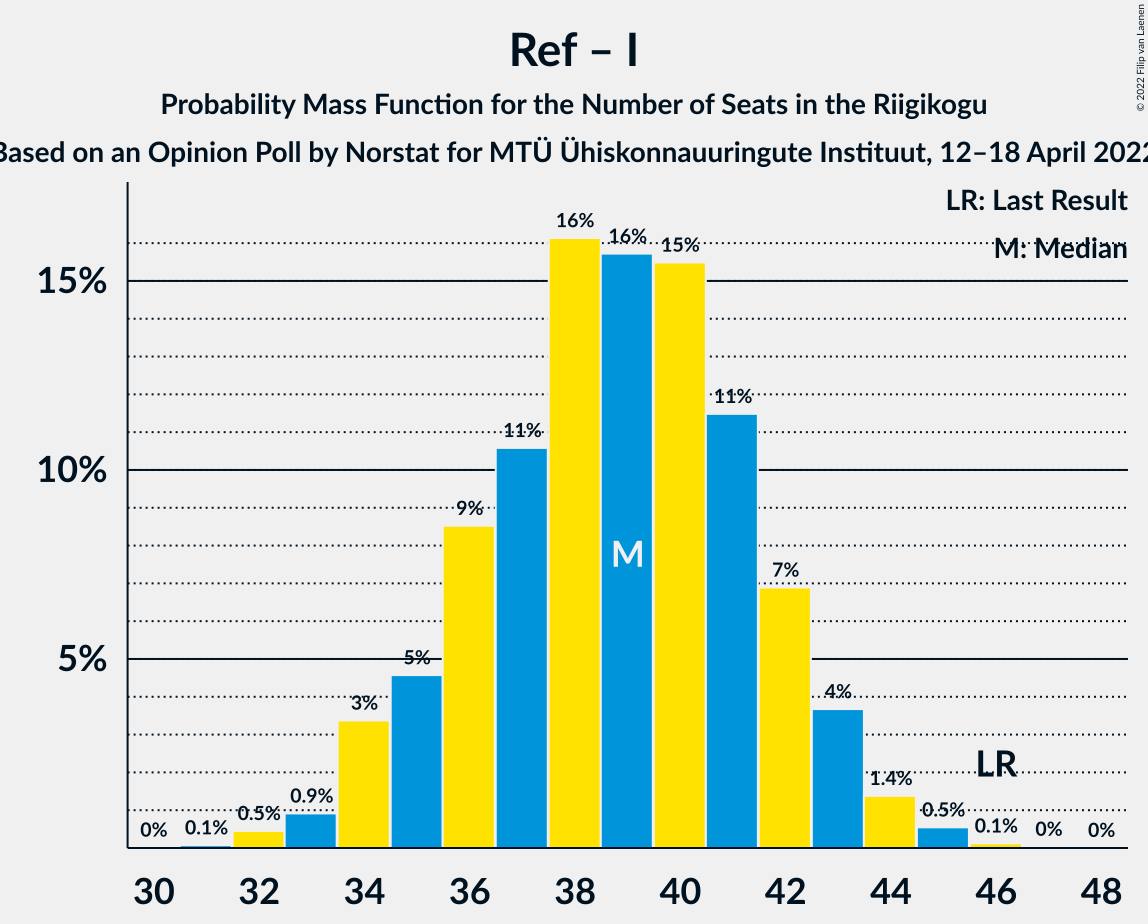 Ref – I
Probability Mass Function for the Number of Seats in the Riigikogu
Based on an Opinion Poll by Norstat for MTÜ Ühiskonnauuringute Instituut, 12–18 April 2022
© 2022 Filip van Laenen
LR: Last Result
M: Median
15%
10%
5%
0%
0.1%
0.5%
0.9%
3%
5%
9%
11%
16%
16%
15%
11%
7%
4%
1.4%
0.5%
0.1%
0%
0%
M
LR
30 32 34 36 38 40 42 44 46 48